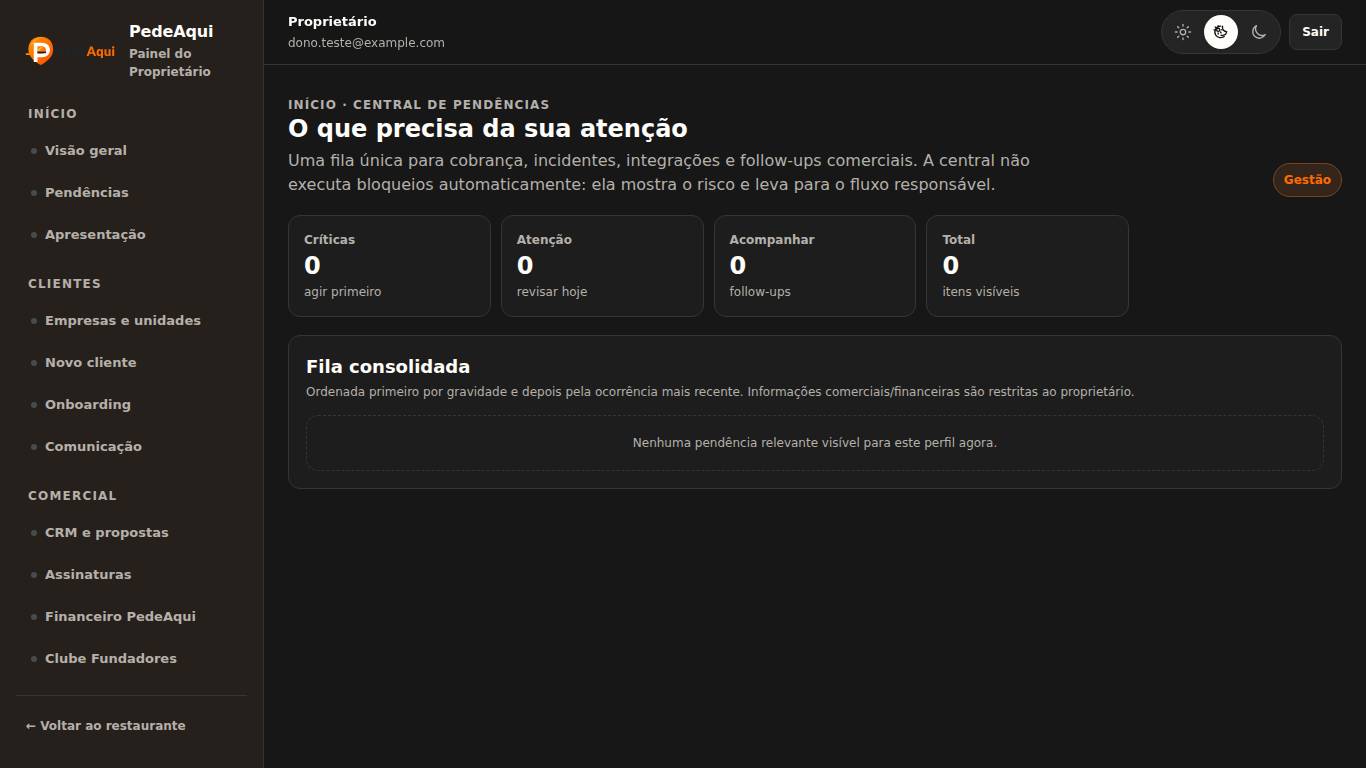 P
Aqui
PedeAqui
Painel do
Proprietário
INÍCIO
Visão geral
Pendências
Apresentação
CLIENTES
Empresas e unidades
Novo cliente
Onboarding
Comunicação
COMERCIAL
CRM e propostas
Assinaturas
Financeiro PedeAqui
Clube Fundadores
← Voltar ao restaurante
Proprietário
dono.teste@example.com
Sair
INÍCIO · CENTRAL DE PENDÊNCIAS
O que precisa da sua atenção
Uma fila única para cobrança, incidentes, integrações e follow-ups comerciais. A central não
executa bloqueios automaticamente: ela mostra o risco e leva para o fluxo responsável.
Gestão
Críticas
0
agir primeiro
Atenção
0
revisar hoje
Acompanhar
0
follow-ups
Total
0
itens visíveis
Fila consolidada
Ordenada primeiro por gravidade e depois pela ocorrência mais recente. Informações comerciais/financeiras são restritas ao proprietário.
Nenhuma pendência relevante visível para este perfil agora.